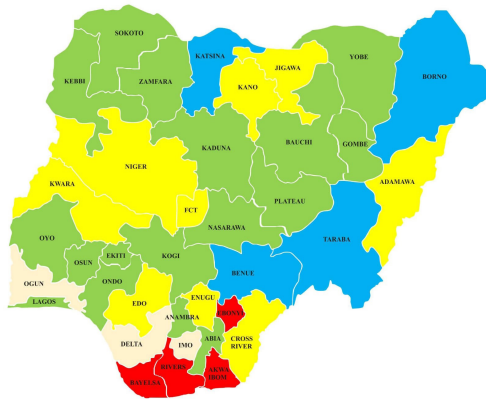 SOKOTO
KATSINA
YOBE
BORNO
JIGAWA
KEBBI
ZAMFARA
KANO
KADUNA
BAUCHI
GOMBE
NIGER
ADAMAWA
KWARA
FCT
PLATEAU
NASARAWA
TARABA
OYO
OSUN
EKITI
KOGI
BENUE
OGUN
ONDO
LAGOS
EDO
ENUGU
EBONYI
ANAMBRA
DELTA
IMO
ABIA
CROSS
RIVER
RIVERS
AKWA
IBOM
BAYELSA